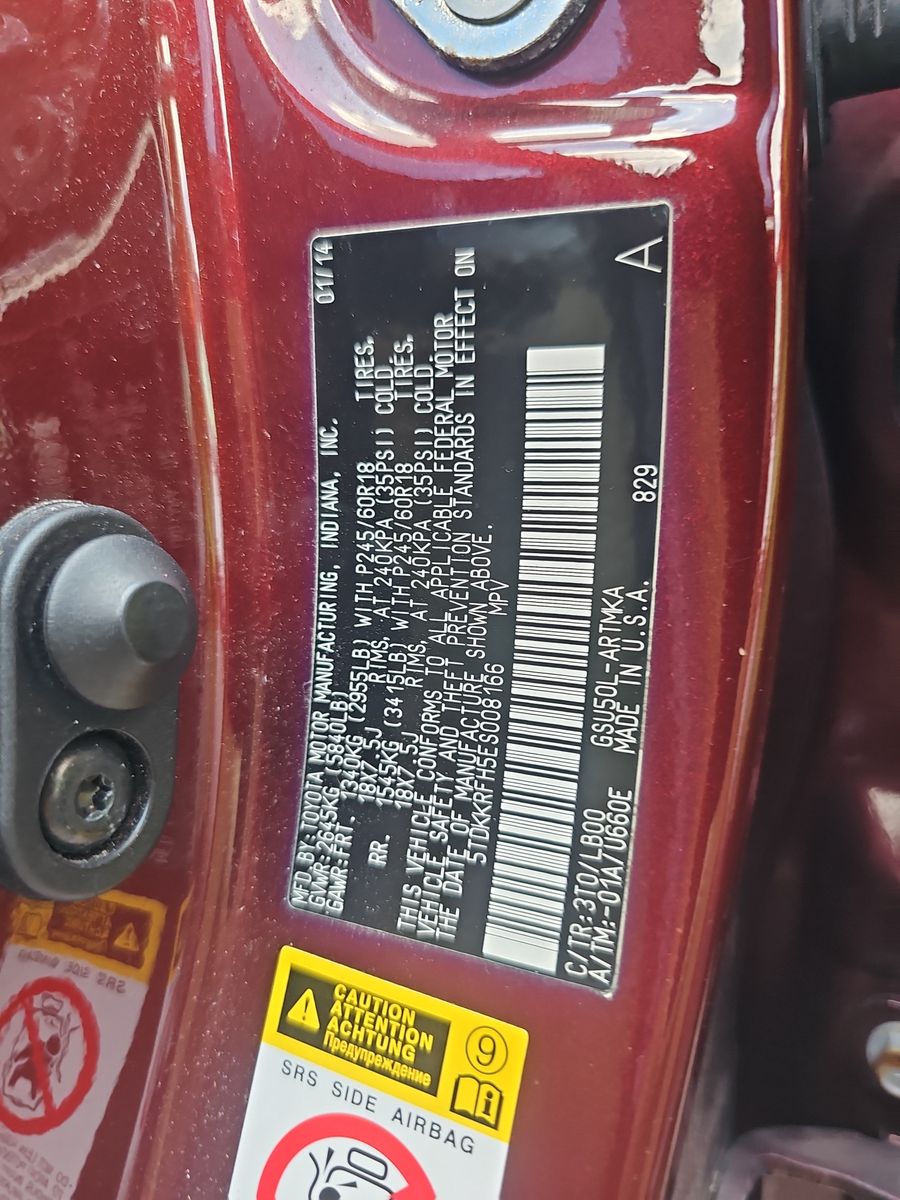 MFD. BY: TOYOTA MOTOR MANUFACTURING, INDIANA, INC. 01/14
GVWR: 2645KG (5840LB)
GAWR: FRT. 1340KG (2955LB) WITH P245/60R18 TIRES,
18X7.5J RIMS, AT 240KPA (35PSI) COLD.
RR. 1545KG (3415LB) WITH P245/60R18 TIRES,
18X7.5J RIMS, AT 240KPA (35PSI) COLD.
THIS VEHICLE CONFORMS TO ALL APPLICABLE FEDERAL MOTOR
VEHICLE SAFETY AND THEFT PREVENTION STANDARDS IN EFFECT ON
THE DATE OF MANUFACTURE SHOWN ABOVE.
5TDKKRFH5ES008166 MPV
C/TR: 3T0/LB00 GSU50L-ARTMKA 829 A
A/TM: -01A/U660E MADE IN U.S.A.
CAUTION
ATTENTION
ACHTUNG
Предупреждение
9
SRS SIDE AIRBAG
SRS SIDE AIRBAG